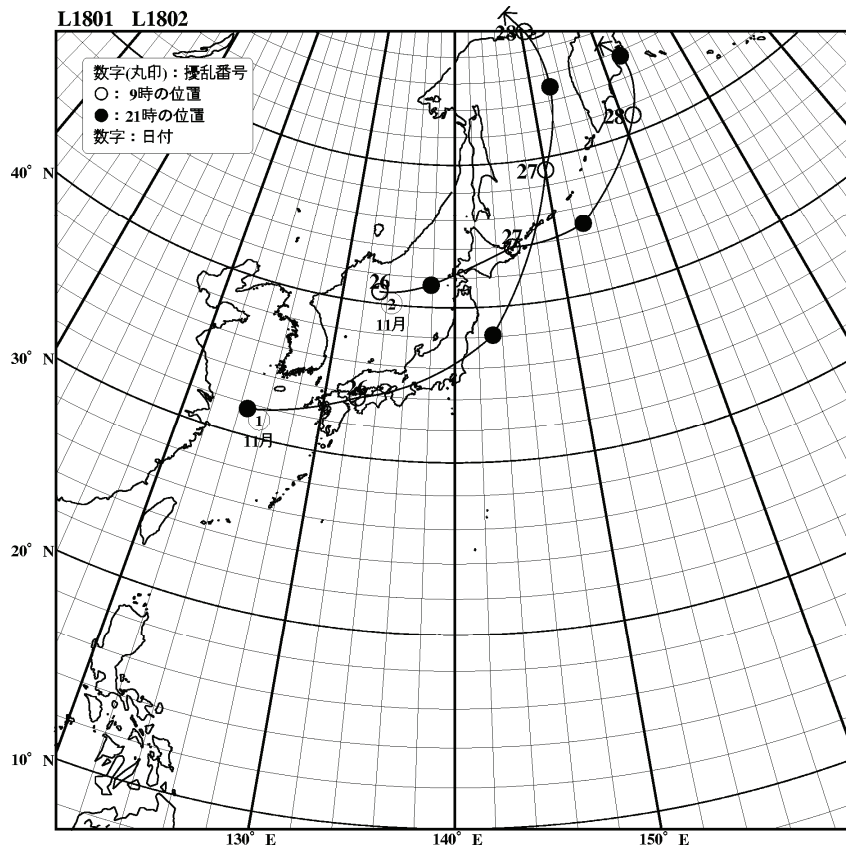 L1801 L1802
数字(丸印)：擾乱番号
○： 9時の位置
●：21時の位置
数字：日付
28
28
40° N
27
27
26
2
11月
30° N
26
1
11月
20° N
10° N
130° E
140° E
150° E